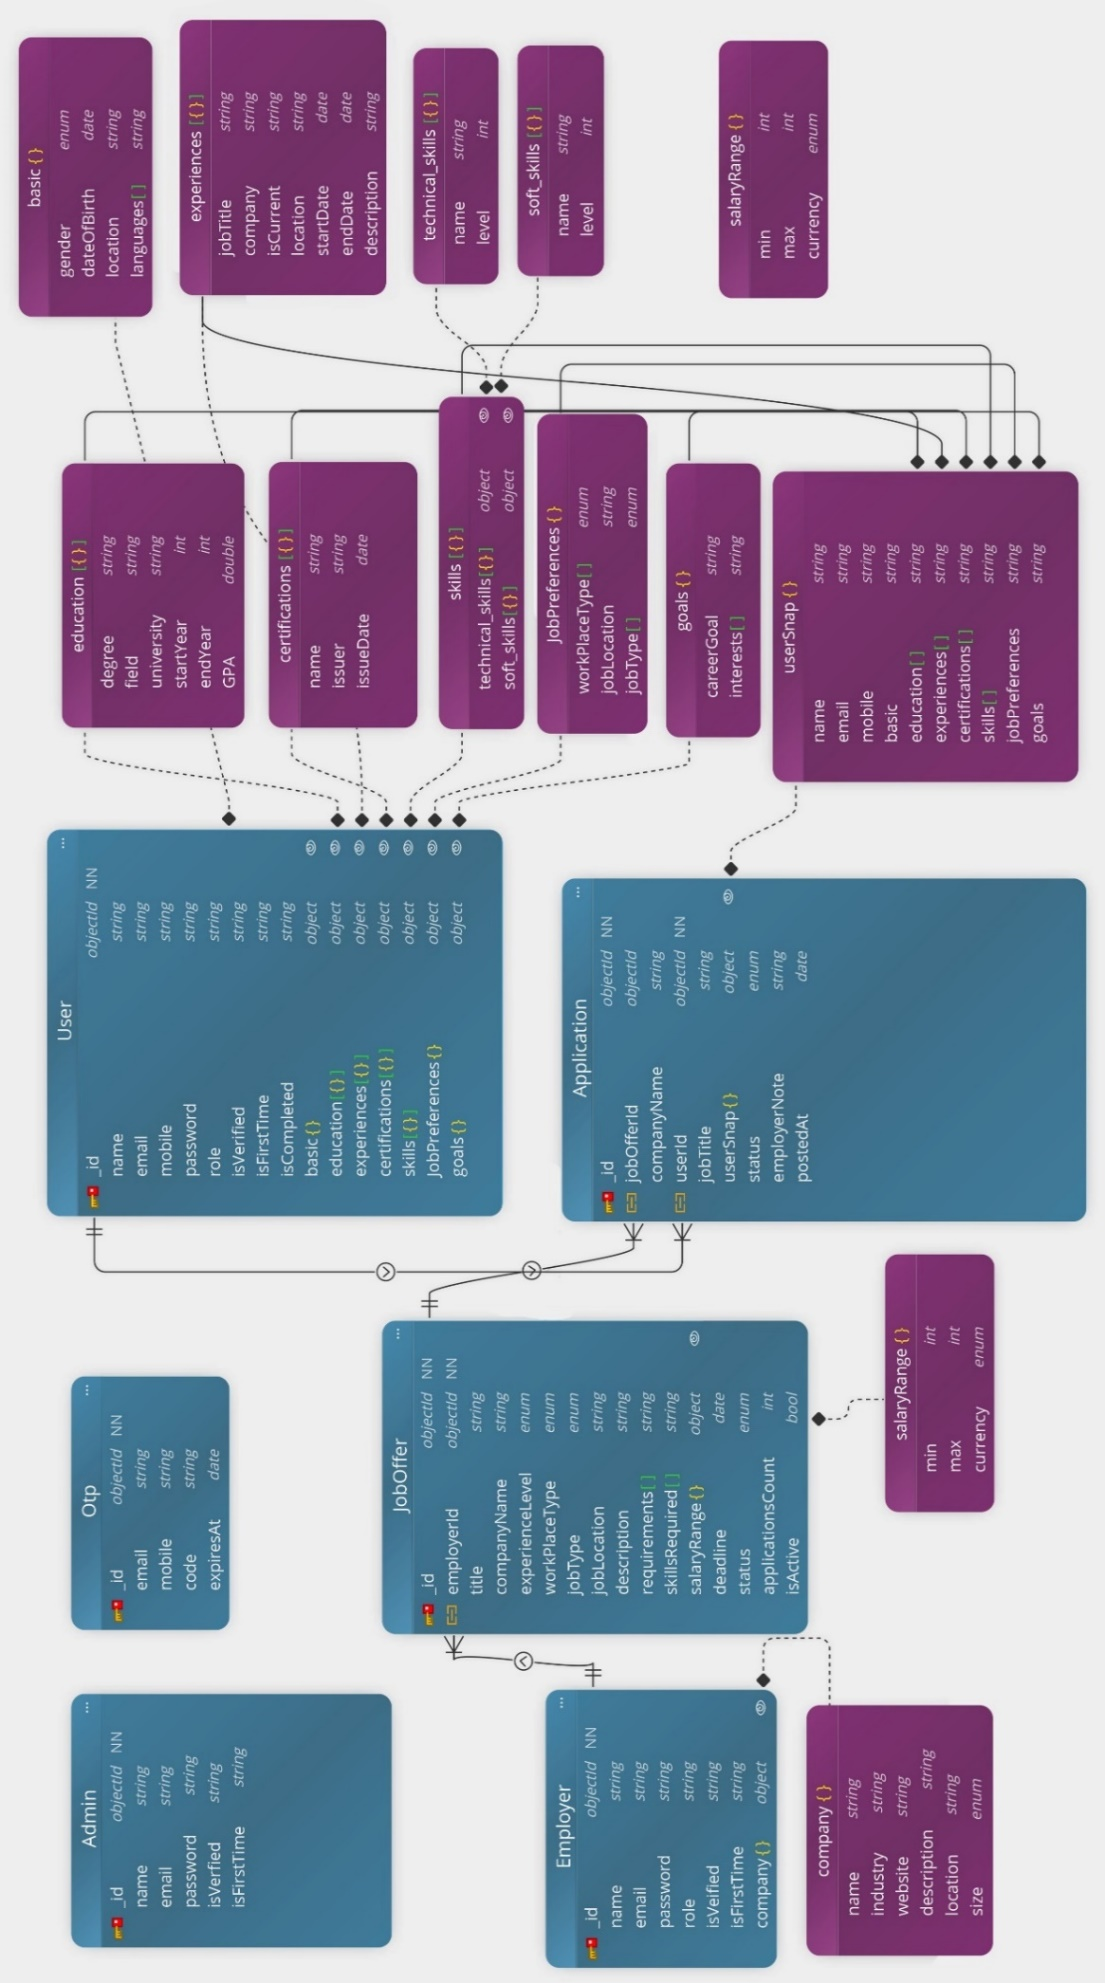 Admin ...
_id objectId NN
name string
email string
password string
isVerfied string
isFirstTime string
Otp ...
_id objectId NN
email string
mobile string
code string
expiresAt date
User ...
_id objectId NN
name string
email string
mobile string
password string
role string
isVerified string
isFirstTime string
isCompleted string
basic{} object
education[{}] object
experiences[{}] object
certifications[{}] object
skills[{}] object
jobPreferences{} object
goals{} object
education [{}]
degree string
field string
university string
startYear int
endYear int
GPA double
basic {}
gender enum
dateOfBirth date
location string
languages[] string
experiences [{}]
jobTitle string
company string
isCurrent string
location string
startDate date
endDate date
description string
certifications [{}]
name string
issuer string
issueDate date
technical_skills [{}]
name string
level int
soft_skills [{}]
name string
level int
skills [{}]
technical_skills[{}] object
soft_skills[{}] object
JobOffer ...
_id objectId NN
employerId objectId NN
title string
companyName string
experienceLevel enum
workPlaceType enum
jobType enum
jobLocation string
description string
requirements[] string
skillsRequired[] string
salaryRange{} object
deadline date
status enum
applicationsCount int
isActive bool
jobPreferences {}
workPlaceType[] enum
jobLocation string
jobType[] enum
Employer ...
_id objectId NN
name string
email string
password string
role string
isVeified string
isFirstTime string
company{} object
Application ...
_id objectId NN
jobOfferId objectId
companyName string
userId objectId NN
jobTitle string
userSnap{} object
status enum
employerNote string
postedAt date
goals {}
careerGoal string
interests[] string
salaryRange {}
min int
max int
currency enum
userSnap {}
name string
email string
mobile string
basic string
education[] string
experiences[] string
certifications[] string
skills[] string
jobPreferences string
goals string
company {}
name string
industry string
website string
description string
location string
size enum
salaryRange {}
min int
max int
currency enum